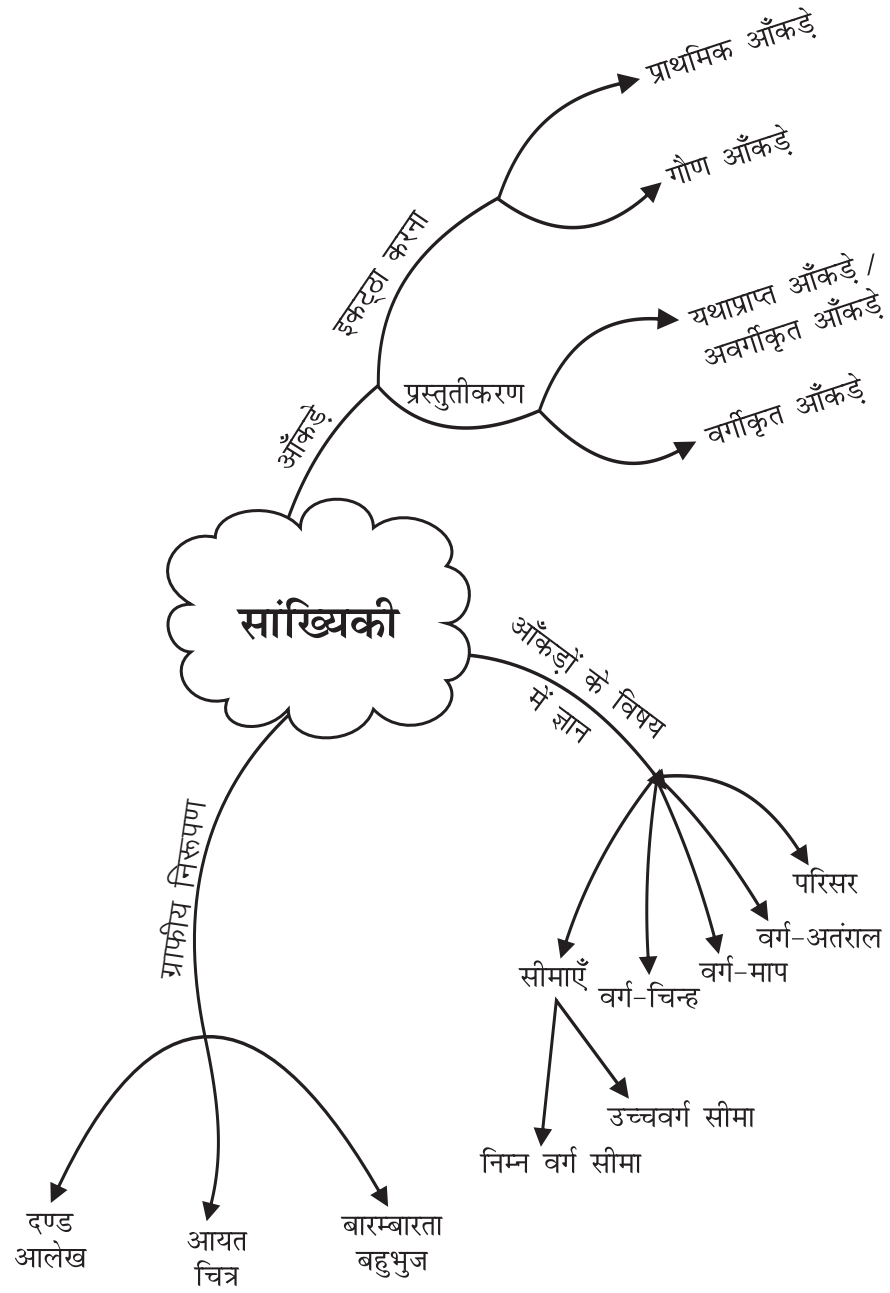 प्राथमिक आँकड़े
गौण आँकड़े
इकट्ठा करना
यथाप्राप्त आँकड़े /
अवर्गीकृत आँकड़े
प्रस्तुतीकरण
वर्गीकृत आँकड़े
आँकड़े
सांख्यिकी
आँकड़ों के विषय
में ज्ञान
ग्राफीय निरूपण
परिसर
वर्ग-अतंराल
वर्ग-माप
सीमाएँ
वर्ग-चिन्ह
उच्चवर्ग सीमा
निम्न वर्ग सीमा
दण्ड
आलेख
आयत
चित्र
बारम्बारता
बहुभुज